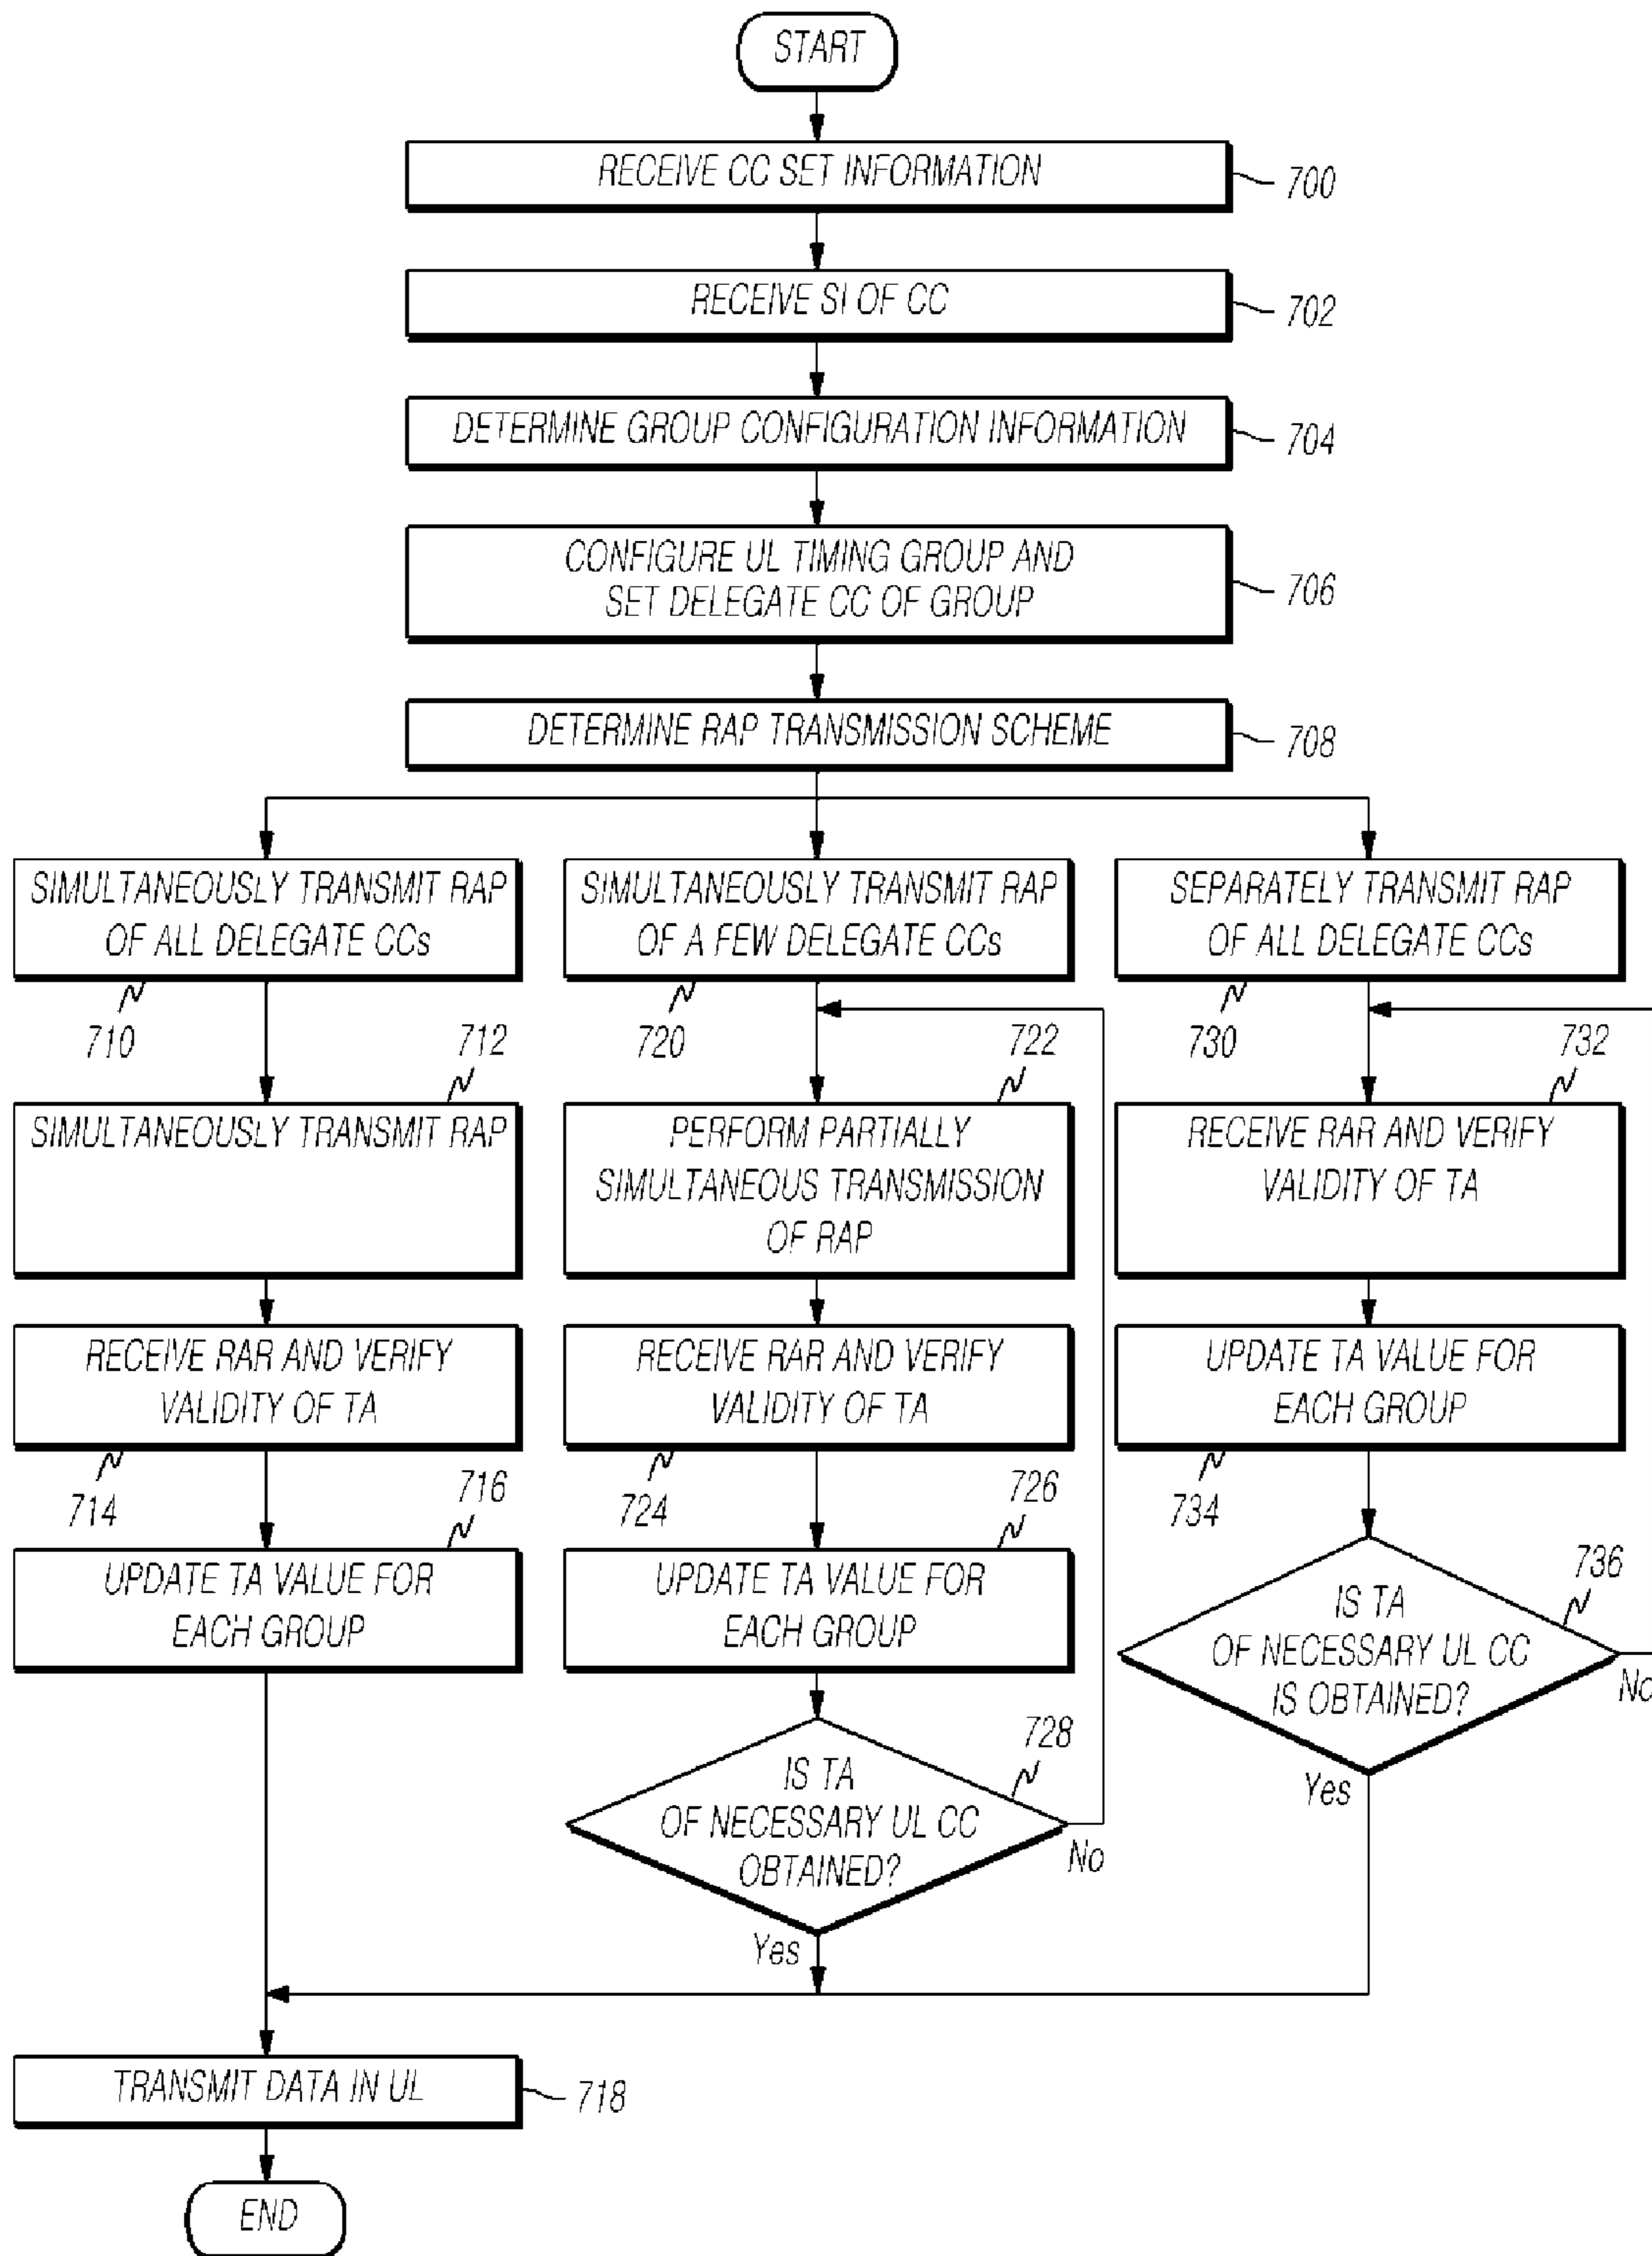 START
RECEIVE CC SET INFORMATION
700
RECEIVE SI OF CC
702
DETERMINE GROUP CONFIGURATION INFORMATION
704
CONFIGURE UL TIMING GROUP AND
SET DELEGATE CC OF GROUP
706
DETERMINE RAP TRANSMISSION SCHEME
708
SIMULTANEOUSLY TRANSMIT RAP
OF ALL DELEGATE CCs
710
SIMULTANEOUSLY TRANSMIT RAP
OF A FEW DELEGATE CCs
720
SEPARATELY TRANSMIT RAP
OF ALL DELEGATE CCs
730
712
SIMULTANEOUSLY TRANSMIT RAP
722
PERFORM PARTIALLY
SIMULTANEOUS TRANSMISSION
OF RAP
732
RECEIVE RAR AND VERIFY
VALIDITY OF TA
RECEIVE RAR AND VERIFY
VALIDITY OF TA
714
RECEIVE RAR AND VERIFY
VALIDITY OF TA
724
UPDATE TA VALUE FOR
EACH GROUP
734
716
UPDATE TA VALUE FOR
EACH GROUP
726
UPDATE TA VALUE FOR
EACH GROUP
736
IS TA
OF NECESSARY UL CC
IS OBTAINED?
No
Yes
728
IS TA
OF NECESSARY UL CC
OBTAINED?
No
Yes
TRANSMIT DATA IN UL
718
END